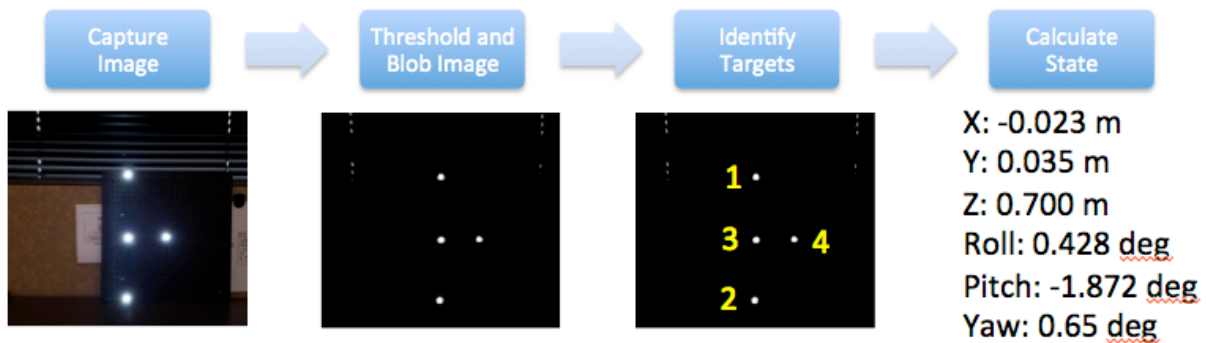 Capture
Image
Threshold and
Blob Image
Identify
Targets
Calculate
State
1
3
4
2
X: -0.023 m
Y: 0.035 m
Z: 0.700 m
Roll: 0.428 deg
Pitch: -1.872 deg
Yaw: 0.65 deg